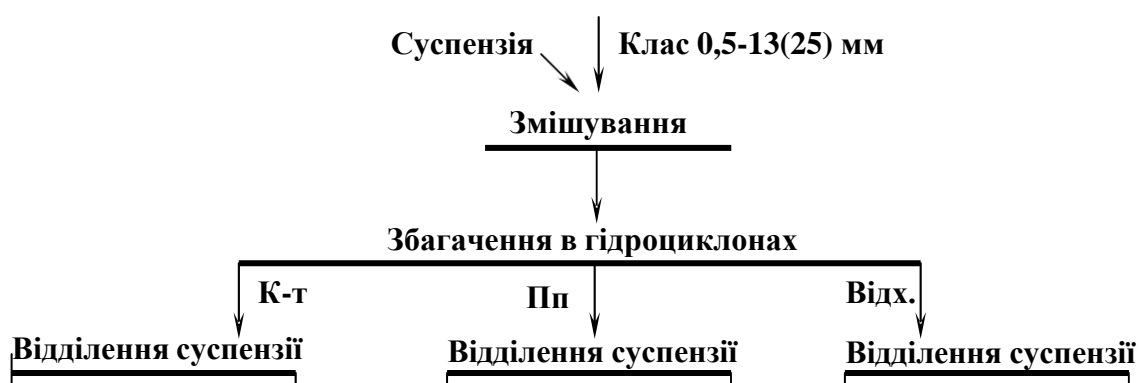 Суспензія
Клас 0,5-13(25) мм
Змішування
Збагачення в гідроциклонах
К-т
Пп
Відх.
Відділення суспензії
Відділення суспензії
Відділення суспензії